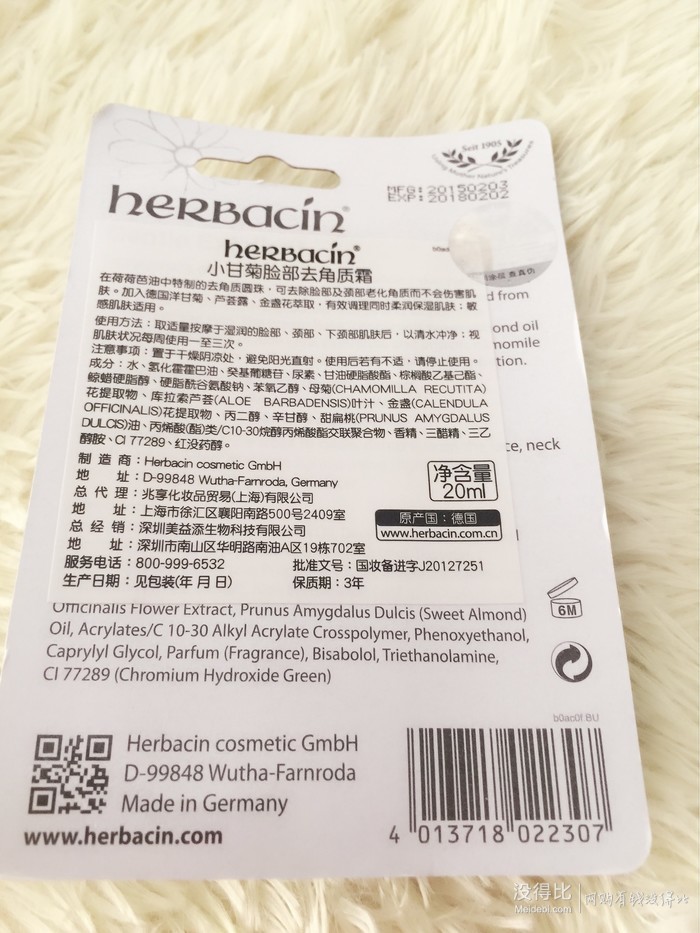 Seit 1905
Loving Mother Nature's Treasures
MFG:20150203
EXP:20180202
herbacin®
herbacin®
小甘菊脸部去角质霜
查真伪
在荷荷芭油中特制的去角质圆珠，可去除脸部及颈部老化角质而不会伤害肌
肤。加入德国洋甘菊、芦荟露、金盏花萃取，有效调理同时柔润保湿肌肤；敏
感肌肤适用。
d from
ond oil
momile
tion.
使用方法：取适量按摩于湿润的脸部、颈部、下颈部肌肤后，以清水冲净；视
肌肤状况每周使用一至三次。
注意事项：置于干燥阴凉处，避免阳光直射。使用后若有不适，请停止使用。
成分：水、氢化霍霍巴油、癸基葡糖苷、尿素、甘油硬脂酸酯、棕榈酸乙基己酯、
鲸蜡硬脂醇、硬脂酰谷氨酸钠、苯氧乙醇、母菊(CHAMOMILLA RECUTITA)
花提取物、库拉索芦荟(ALOE BARBADENSIS)叶汁、金盏(CALENDULA
OFFICINALIS)花提取物、丙二醇、辛甘醇、甜扁桃(PRUNUS AMYGDALUS
DULCIS)油、丙烯酸(酯)类/C10-30烷醇丙烯酸酯交联聚合物、香精、三醋精、三乙
醇胺、CI 77289、红没药醇。
ce, neck
制造商：Herbacin cosmetic GmbH
地址：D-99848 Wutha-Farnroda, Germany
总代理：兆享化妆品贸易(上海)有限公司
地址：上海市徐汇区襄阳南路500号2409室
总经销：深圳美益添生物科技有限公司
地址：深圳市南山区华明路南油A区19栋702室
服务电话：800-999-6532
批准文号：国妆备进字J20127251
生产日期：见包装(年 月 日)
保质期：3年
净含量
20ml
原产国：德国
www.herbacin.com.cn
6M
Officinalis Flower Extract, Prunus Amygdalus Dulcis (Sweet Almond)
Oil, Acrylates/C 10-30 Alkyl Acrylate Crosspolymer, Phenoxyethanol,
Caprylyl Glycol, Parfum (Fragrance), Bisabolol, Triethanolamine,
CI 77289 (Chromium Hydroxide Green)
b0ac0f.BU
Herbacin cosmetic GmbH
D-99848 Wutha-Farnroda
Made in Germany
www.herbacin.com
4 013718 022307
没得比
Meidebi.com
网购有我没得比